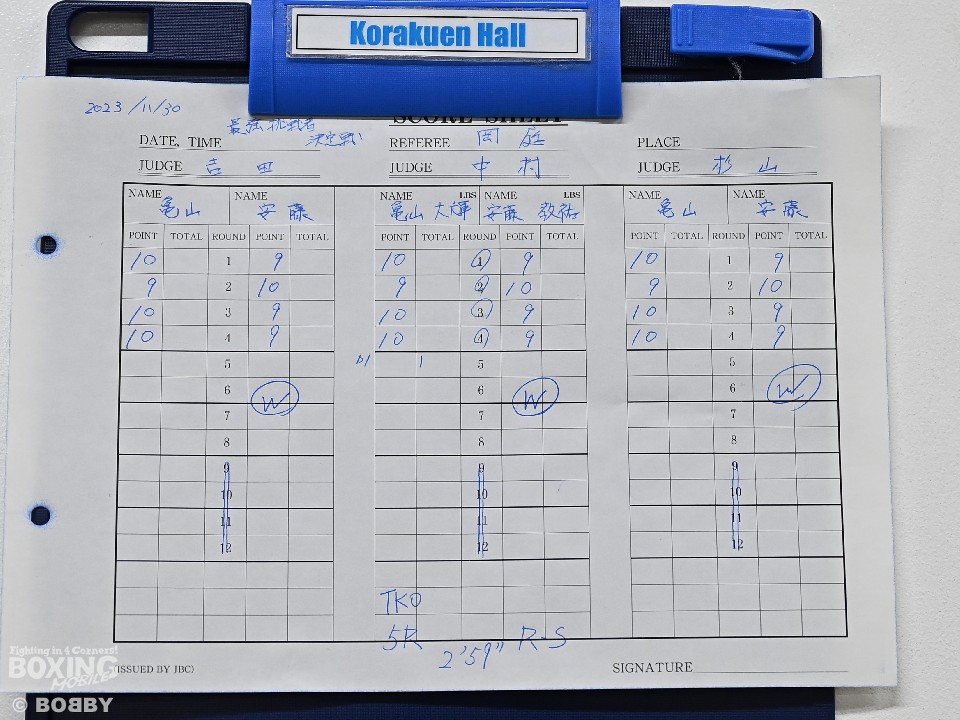 Korakuen Hall
SCORE SHEET
2023/11/30
最強挑戦者
決定戦
DATE, TIME REFEREE 岡庭 PLACE
JUDGE 吉田 JUDGE 中村 JUDGE 杉山
NAME NAME NAME LBS NAME LBS NAME NAME
亀山 安藤 亀山 大輝 安藤 教祐 亀山 安藤
POINT TOTAL ROUND POINT TOTAL POINT TOTAL ROUND POINT TOTAL POINT TOTAL ROUND POINT TOTAL
10 1 9 10 1 9 10 1 9
9 2 10 9 2 10 9 2 10
10 3 9 10 3 9 10 3 9
10 4 9 10 4 9 10 4 9
5 1 5 5
6 6 6
W W W
7 7 7
8 8 8
9 9 9
10 10 10
11 11 11
12 12 12
TKO
5R 2'59" R-S
(ISSUED BY JBC) SIGNATURE
Fighting in 4 Corners!
BOXING
MOBILE
© BOBBY